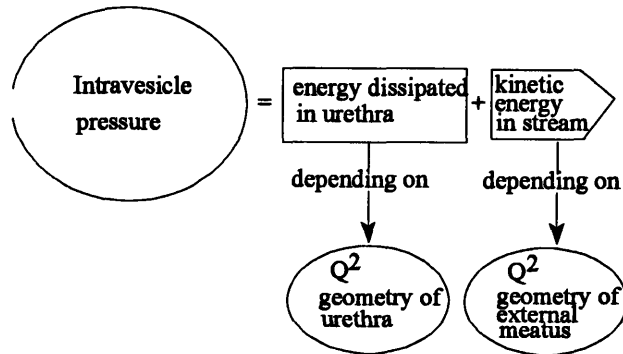 Intravesicle
pressure
=
energy dissipated
in urethra
+
kinetic
energy
in stream
depending on
depending on
Q²
geometry of
urethra
Q²
geometry of
external
meatus